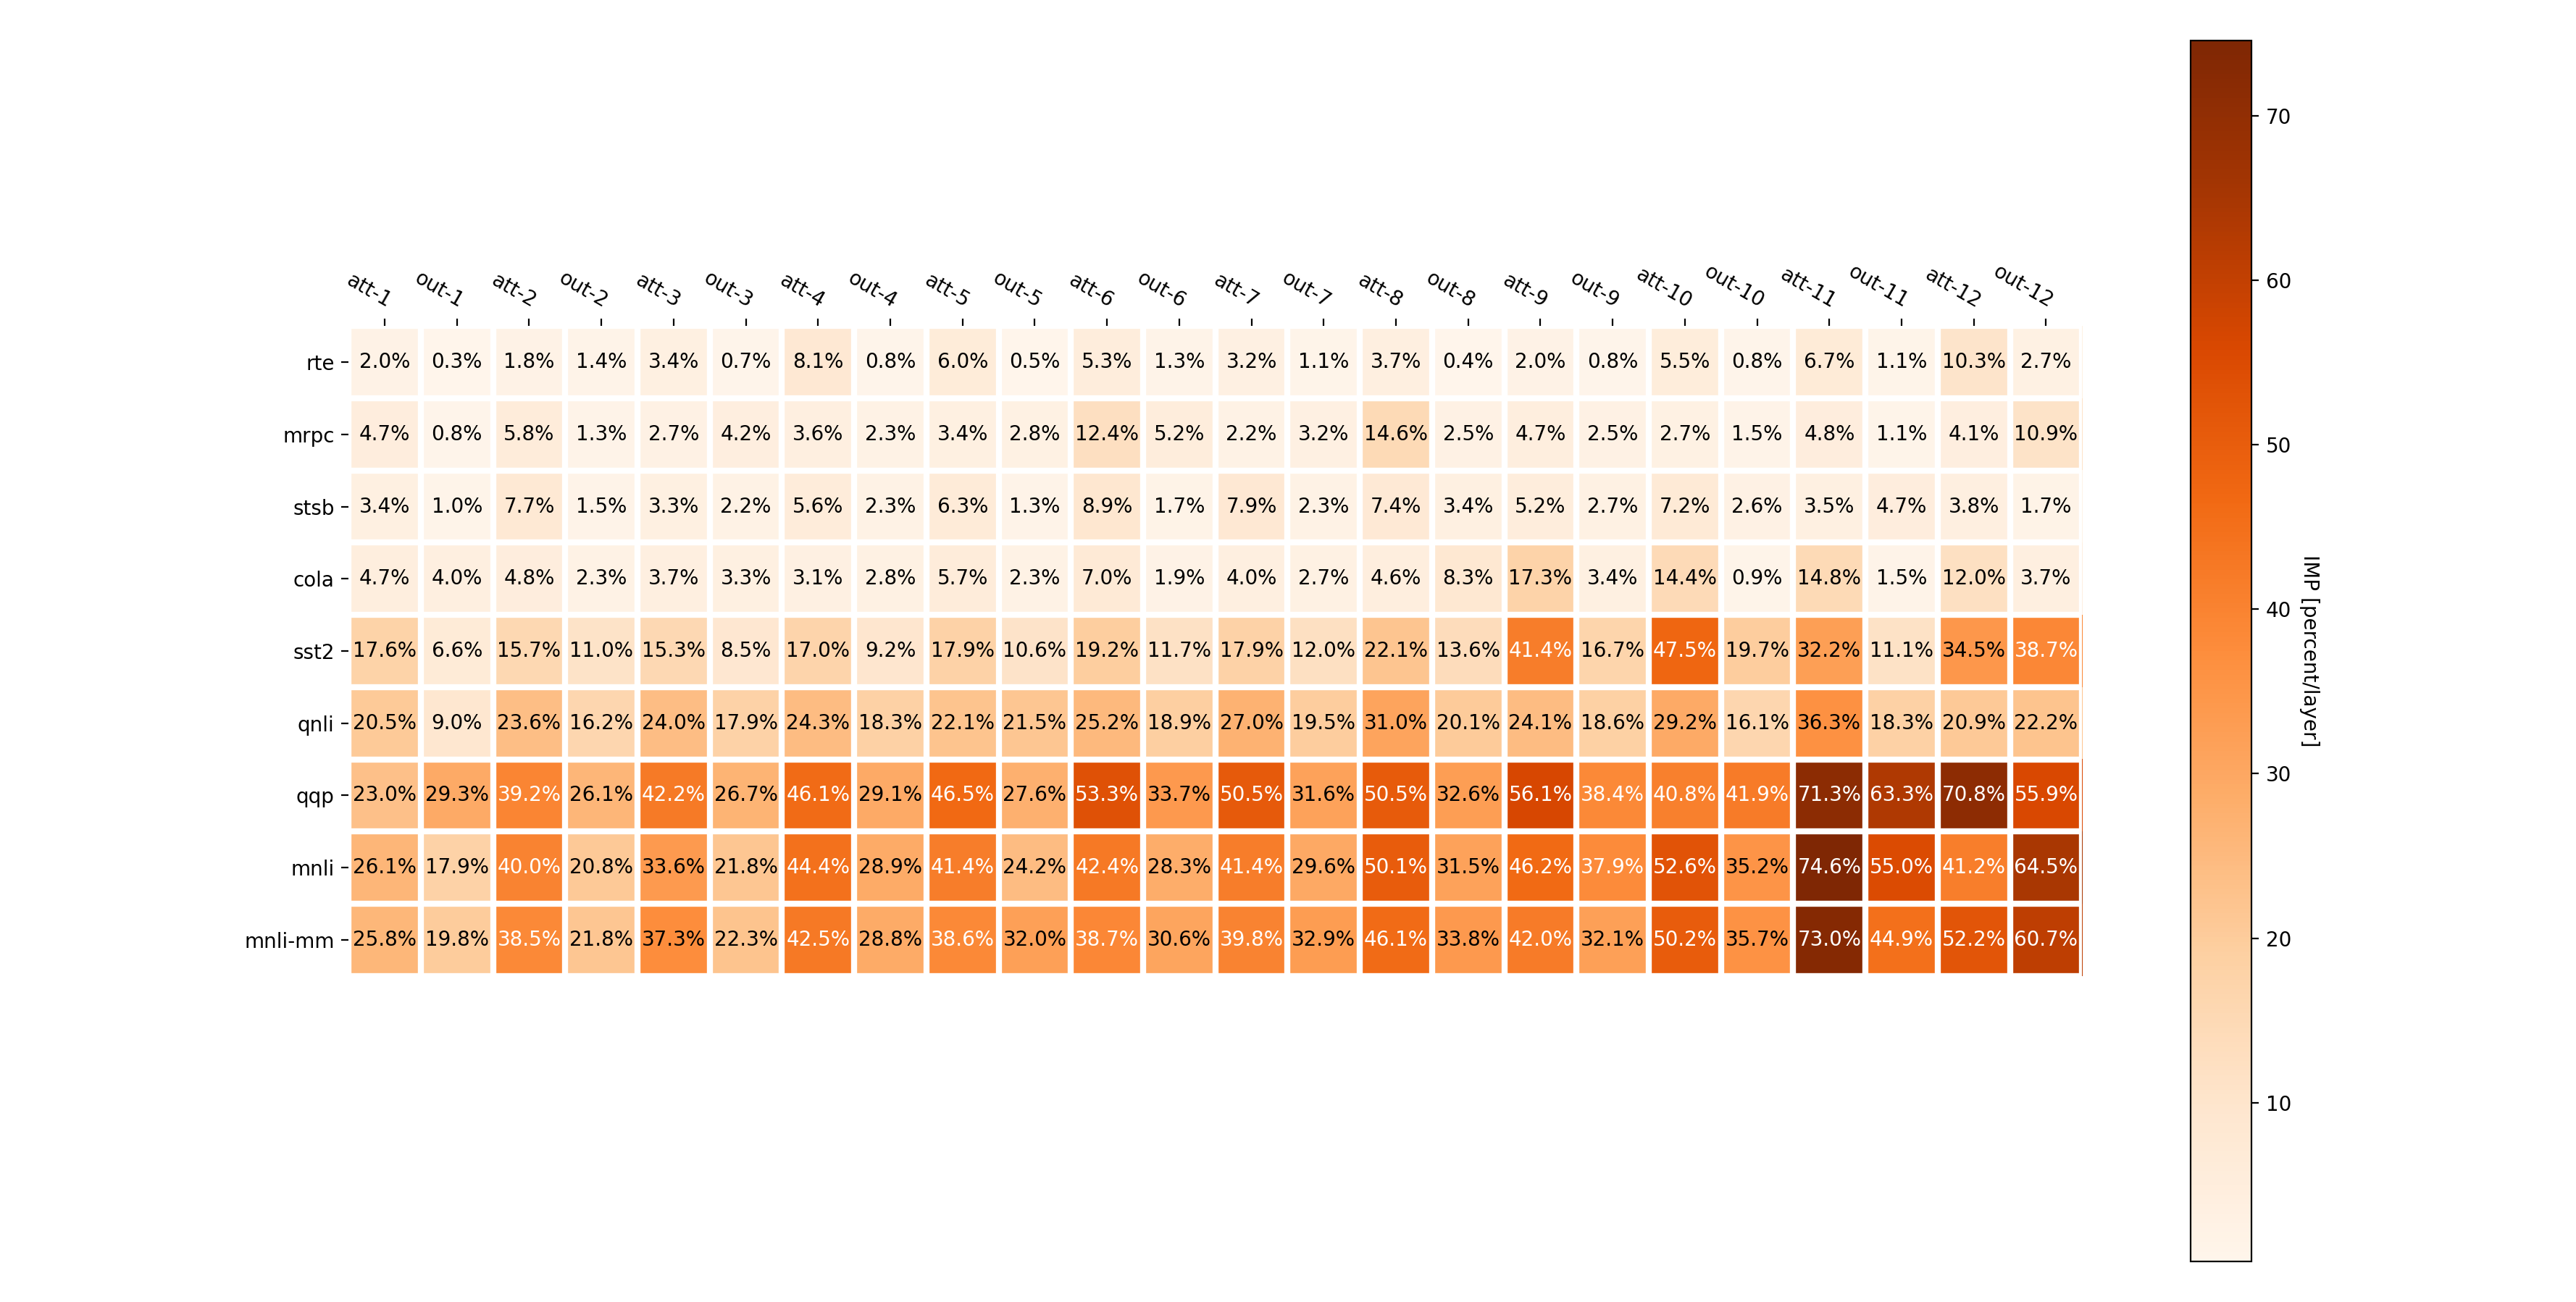 att-1 out-1 att-2 out-2 att-3 out-3 att-4 out-4 att-5 out-5 att-6 out-6 att-7 out-7 att-8 out-8 att-9 out-9 att-10 out-10 att-11 out-11 att-12 out-12
rte 2.0% 0.3% 1.8% 1.4% 3.4% 0.7% 8.1% 0.8% 6.0% 0.5% 5.3% 1.3% 3.2% 1.1% 3.7% 0.4% 2.0% 0.8% 5.5% 0.8% 6.7% 1.1% 10.3% 2.7%
mrpc 4.7% 0.8% 5.8% 1.3% 2.7% 4.2% 3.6% 2.3% 3.4% 2.8% 12.4% 5.2% 2.2% 3.2% 14.6% 2.5% 4.7% 2.5% 2.7% 1.5% 4.8% 1.1% 4.1% 10.9%
stsb 3.4% 1.0% 7.7% 1.5% 3.3% 2.2% 5.6% 2.3% 6.3% 1.3% 8.9% 1.7% 7.9% 2.3% 7.4% 3.4% 5.2% 2.7% 7.2% 2.6% 3.5% 4.7% 3.8% 1.7%
cola 4.7% 4.0% 4.8% 2.3% 3.7% 3.3% 3.1% 2.8% 5.7% 2.3% 7.0% 1.9% 4.0% 2.7% 4.6% 8.3% 17.3% 3.4% 14.4% 0.9% 14.8% 1.5% 12.0% 3.7%
sst2 17.6% 6.6% 15.7% 11.0% 15.3% 8.5% 17.0% 9.2% 17.9% 10.6% 19.2% 11.7% 17.9% 12.0% 22.1% 13.6% 41.4% 16.7% 47.5% 19.7% 32.2% 11.1% 34.5% 38.7%
qnli 20.5% 9.0% 23.6% 16.2% 24.0% 17.9% 24.3% 18.3% 22.1% 21.5% 25.2% 18.9% 27.0% 19.5% 31.0% 20.1% 24.1% 18.6% 29.2% 16.1% 36.3% 18.3% 20.9% 22.2%
qqp 23.0% 29.3% 39.2% 26.1% 42.2% 26.7% 46.1% 29.1% 46.5% 27.6% 53.3% 33.7% 50.5% 31.6% 50.5% 32.6% 56.1% 38.4% 40.8% 41.9% 71.3% 63.3% 70.8% 55.9%
mnli 26.1% 17.9% 40.0% 20.8% 33.6% 21.8% 44.4% 28.9% 41.4% 24.2% 42.4% 28.3% 41.4% 29.6% 50.1% 31.5% 46.2% 37.9% 52.6% 35.2% 74.6% 55.0% 41.2% 64.5%
mnli-mm 25.8% 19.8% 38.5% 21.8% 37.3% 22.3% 42.5% 28.8% 38.6% 32.0% 38.7% 30.6% 39.8% 32.9% 46.1% 33.8% 42.0% 32.1% 50.2% 35.7% 73.0% 44.9% 52.2% 60.7%
70
60
50
40
30
20
10
IMP [percent/layer]